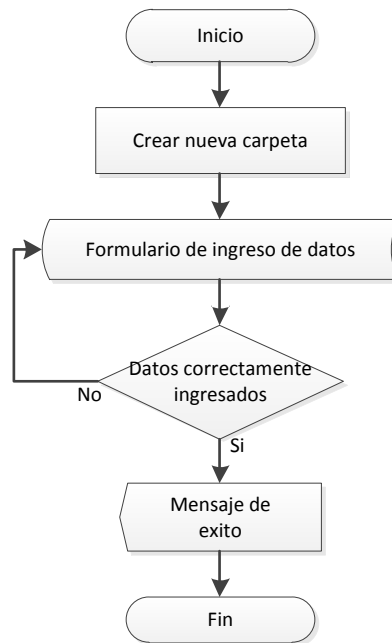 Inicio
Crear nueva carpeta
Formulario de ingreso de datos
Datos correctamente
ingresados
No
Si
Mensaje de
exito
Fin